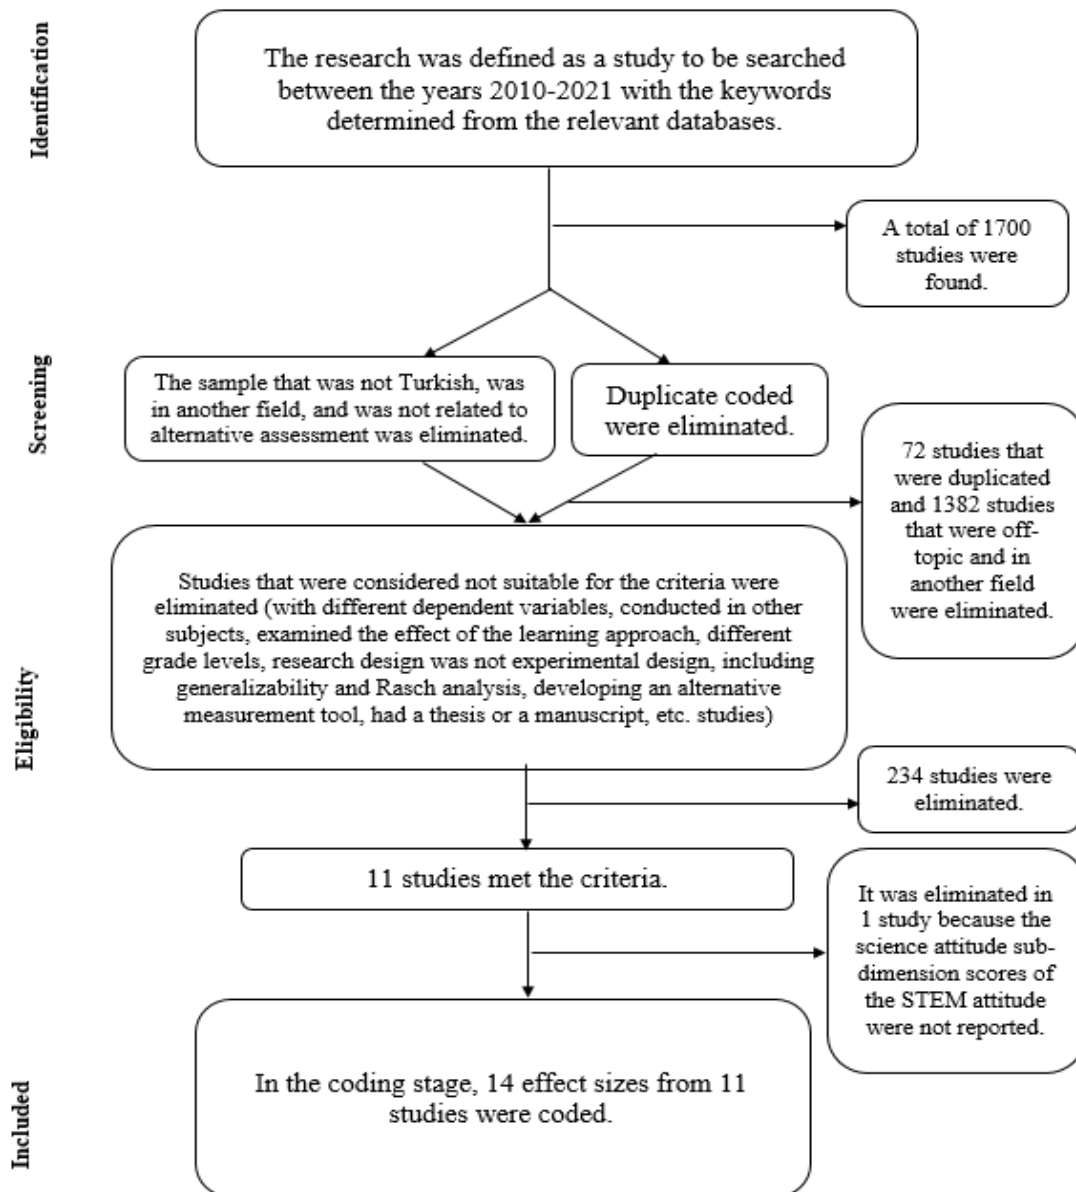 Identification
The research was defined as a study to be searched
between the years 2010-2021 with the keywords
determined from the relevant databases.
A total of 1700
studies were
found.
Screening
The sample that was not Turkish, was
in another field, and was not related to
alternative assessment was eliminated.
Duplicate coded
were eliminated.
72 studies that
were duplicated
and 1382 studies
that were off-
topic and in
another field
were eliminated.
Eligibility
Studies that were considered not suitable for the criteria were
eliminated (with different dependent variables, conducted in other
subjects, examined the effect of the learning approach, different
grade levels, research design was not experimental design, including
generalizability and Rasch analysis, developing an alternative
measurement tool, had a thesis or a manuscript, etc. studies)
234 studies were
eliminated.
11 studies met the criteria.
It was eliminated in
1 study because the
science attitude sub-
dimension scores of
the STEM attitude
were not reported.
Included
In the coding stage, 14 effect sizes from 11
studies were coded.